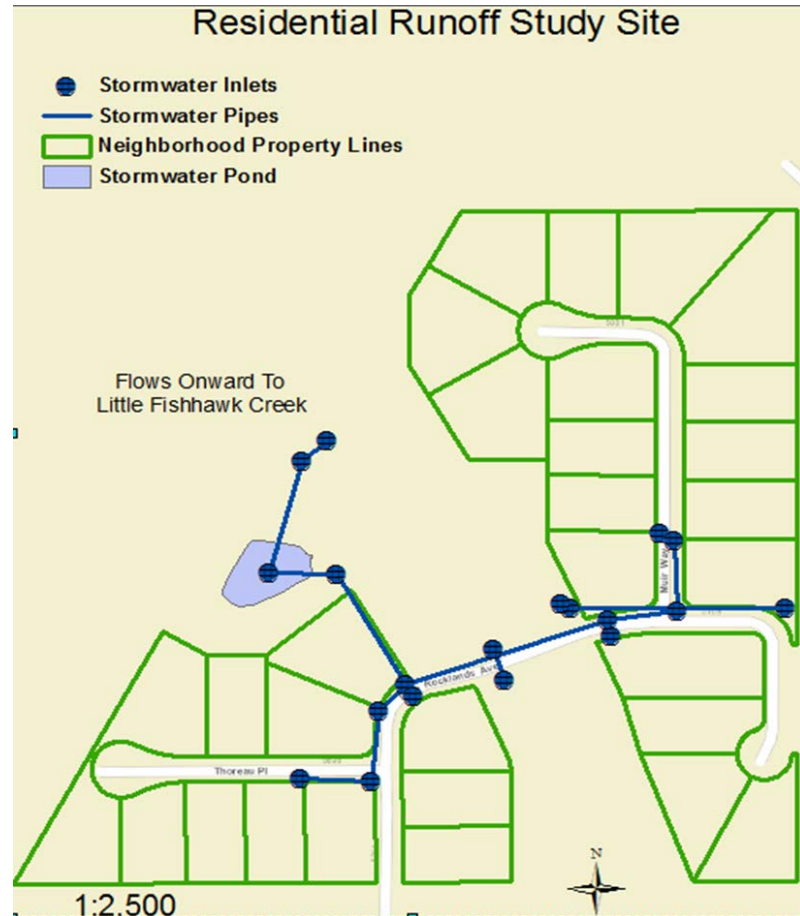 Residential Runoff Study Site
Stormwater Inlets
Stormwater Pipes
Neighborhood Property Lines
Stormwater Pond
Flows Onward To
Little Fishhawk Creek
Muir Way
Rocklands Ave
Thoreau Pl
N
1:2,500